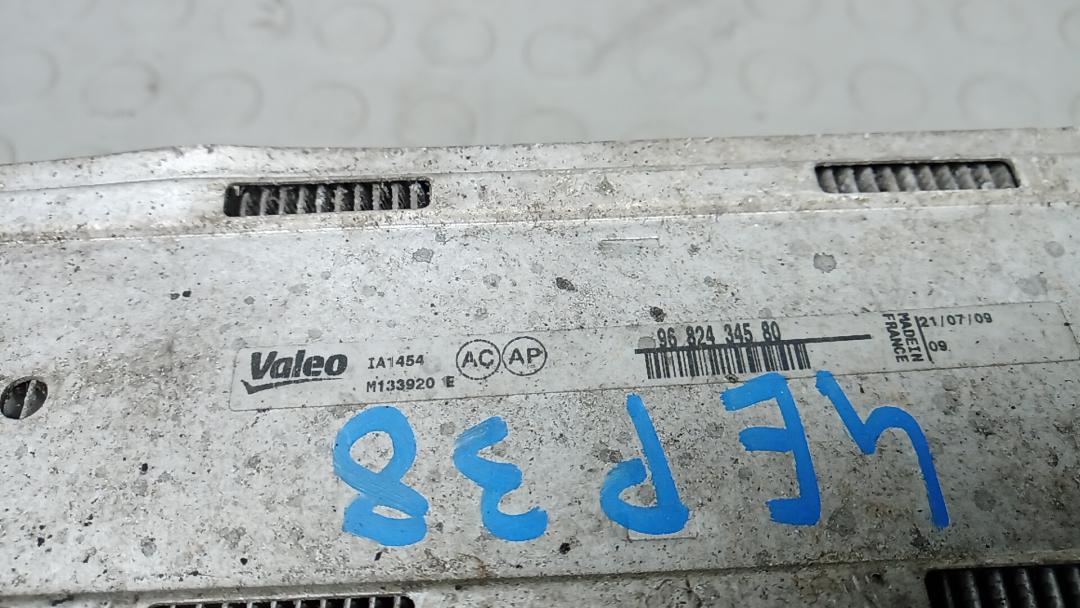 Valeo IA1454 AC AP 96 824 345 80 MADE IN FRANCE 21/07/09
M133920 E 09
4EP38